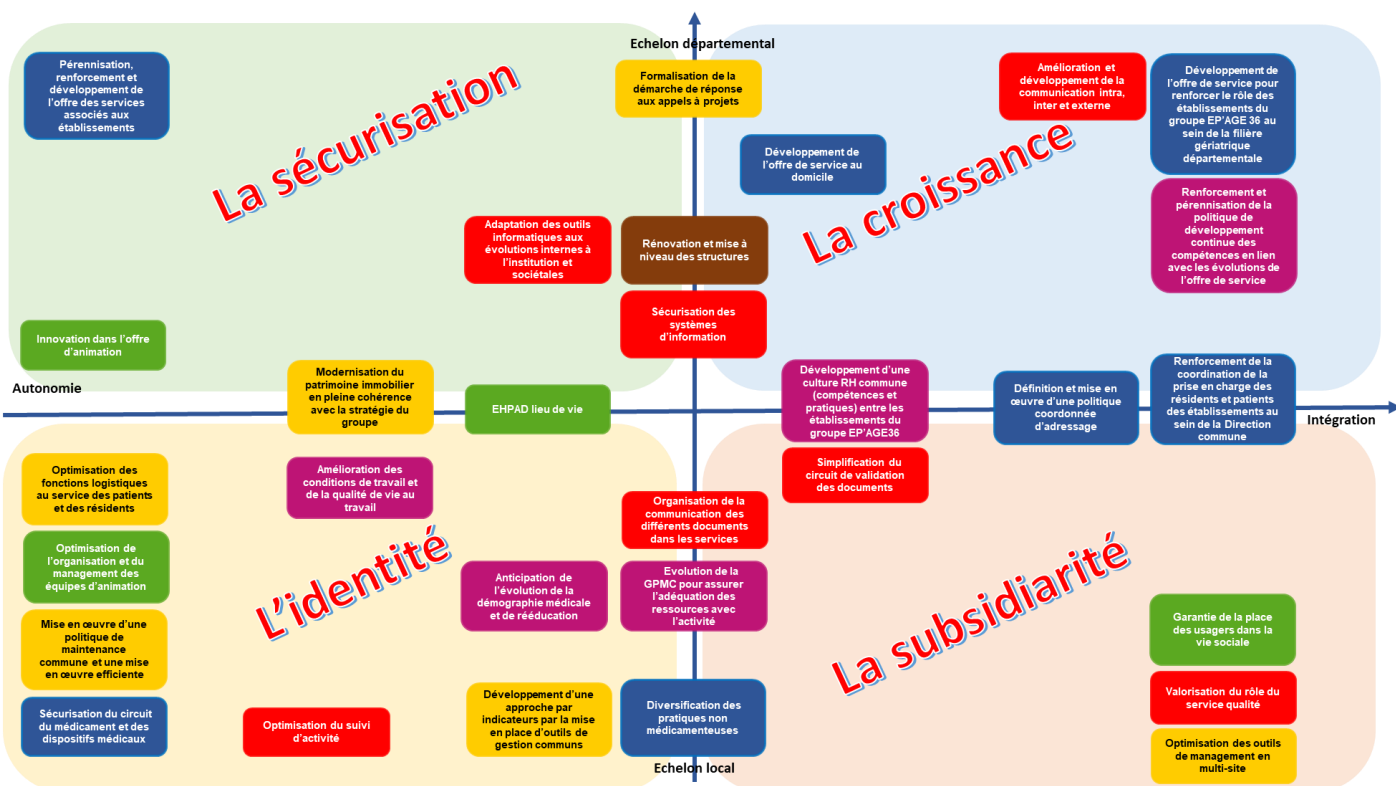 Echelon départemental
Pérennisation,
renforcement et
développement de
l'offre des services
associés aux
établissements
La sécurisation
Formalisation de la
démarche de réponse
aux appels à projets
Amélioration et
développement de la
communication intra,
inter et externe
Développement de
l'offre de service pour
renforcer le rôle des
établissements du
groupe EP'AGE 36 au
sein de la filière
gériatrique
départementale
Développement de
l'offre de service au
domicile
La croissance
Renforcement et
pérennisation de la
politique de
développement
continue des
compétences en lien
avec les évolutions de
l'offre de service
Adaptation des outils
informatiques aux
évolutions internes à
l'institution et
sociétales
Rénovation et mise à
niveau des structures
Sécurisation des
systèmes
d'information
Innovation dans l'offre
d'animation
Autonomie
Modernisation du
patrimoine immobilier
en pleine cohérence
avec la stratégie du
groupe
EHPAD lieu de vie
Développement d'une
culture RH commune
(compétences et
pratiques) entre les
établissements du
groupe EP'AGE36
Définition et mise en
œuvre d'une politique
coordonnée
d'adressage
Renforcement de la
coordination de la
prise en charge des
résidents et patients
des établissements au
sein de la Direction
commune
Intégration
Optimisation des
fonctions logistiques
au service des patients
et des résidents
Amélioration des
conditions de travail et
de la qualité de vie au
travail
Simplification du
circuit de validation
des documents
Organisation de la
communication des
différents documents
dans les services
Optimisation de
l'organisation et du
management des
équipes d'animation
L'identité
Anticipation de
l'évolution de la
démographie médicale
et de rééducation
Evolution de la
GPMC pour assurer
l'adéquation des
ressources avec
l'activité
La subsidiarité
Garantie de la place
des usagers dans la
vie sociale
Mise en œuvre d'une
politique de
maintenance
commune et une mise
en œuvre efficiente
Sécurisation du circuit
du médicament et des
dispositifs médicaux
Optimisation du suivi
d'activité
Développement d'une
approche par
indicateurs par la mise
en place d'outils de
gestion communs
Diversification des
pratiques non
médicamenteuses
Valorisation du rôle du
service qualité
Optimisation des outils
de management en
multi-site
Echelon local